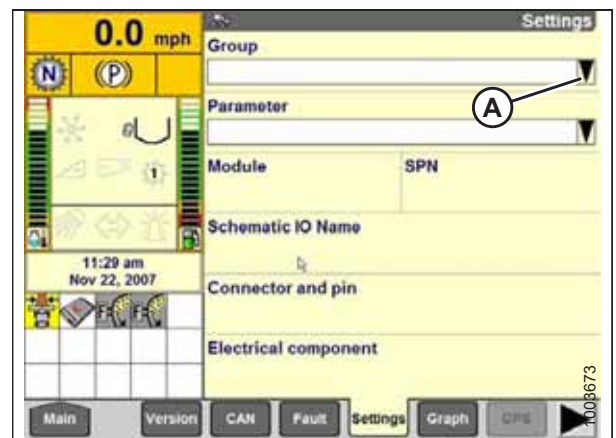 0.0 mph
Settings
Group
A
N
(P)
Parameter
Module
SPN
1
Schematic IO Name
11:29 am
Nov 22, 2007
Connector and pin
Electrical component
1003673
Main
Version
CAN
Fault
Settings
Graph
GPS